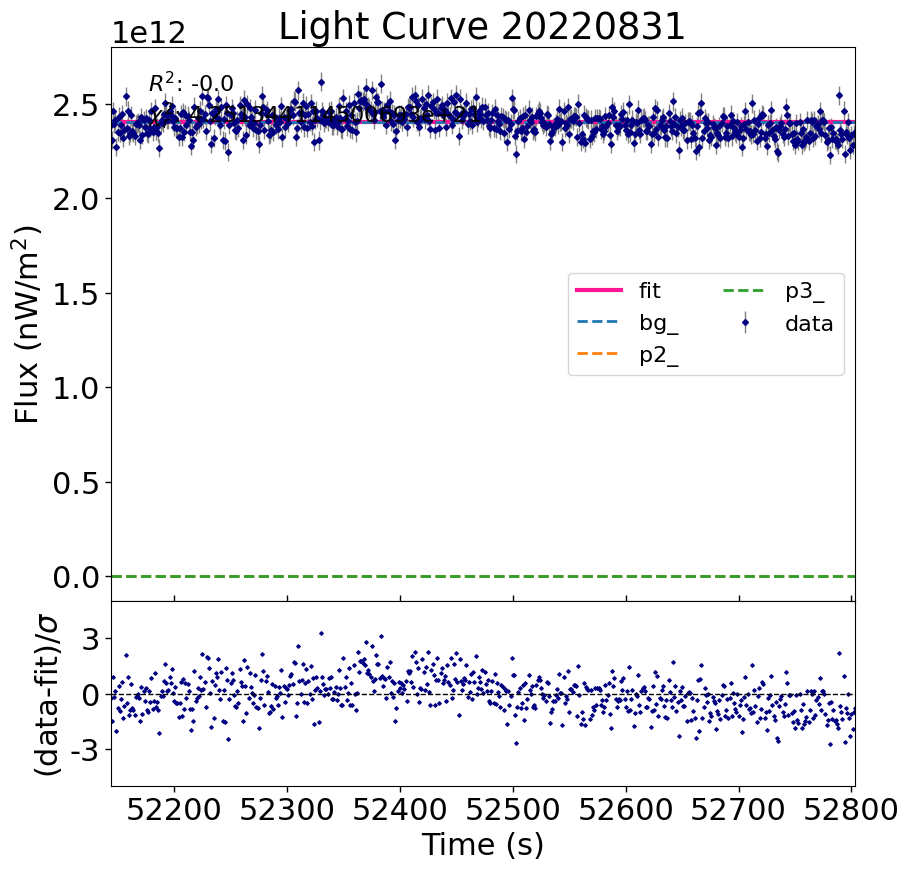 Light Curve 20220831
1e12
R²: -0.0
2.5
2.0
1.5
1.0
0.5
0.0
Flux (nW/m²)
fit
bg_
p2_
p3_
data
3
0
-3
(data-fit)/σ
52200 52300 52400 52500 52600 52700 52800
Time (s)